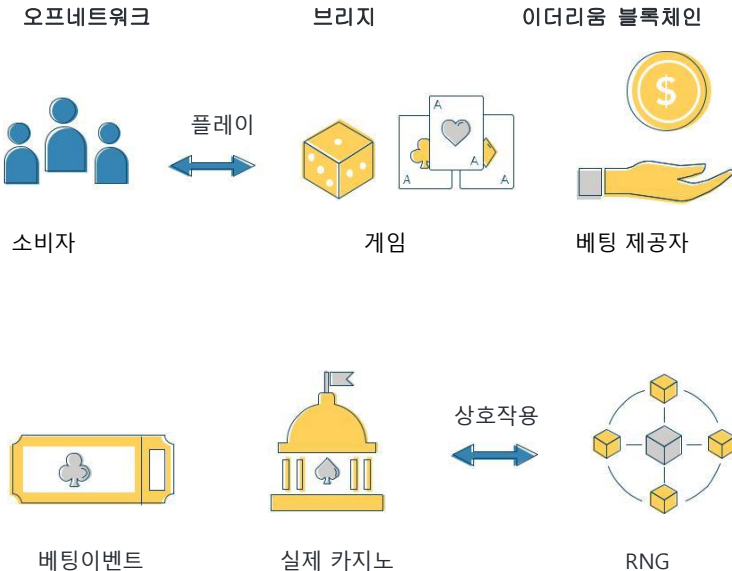 오프네트워크
브리지
이더리움 블록체인
$
플레이
A
A
A
A
A
소비자
게임
베팅 제공자
상호작용
베팅이벤트
실제 카지노
RNG